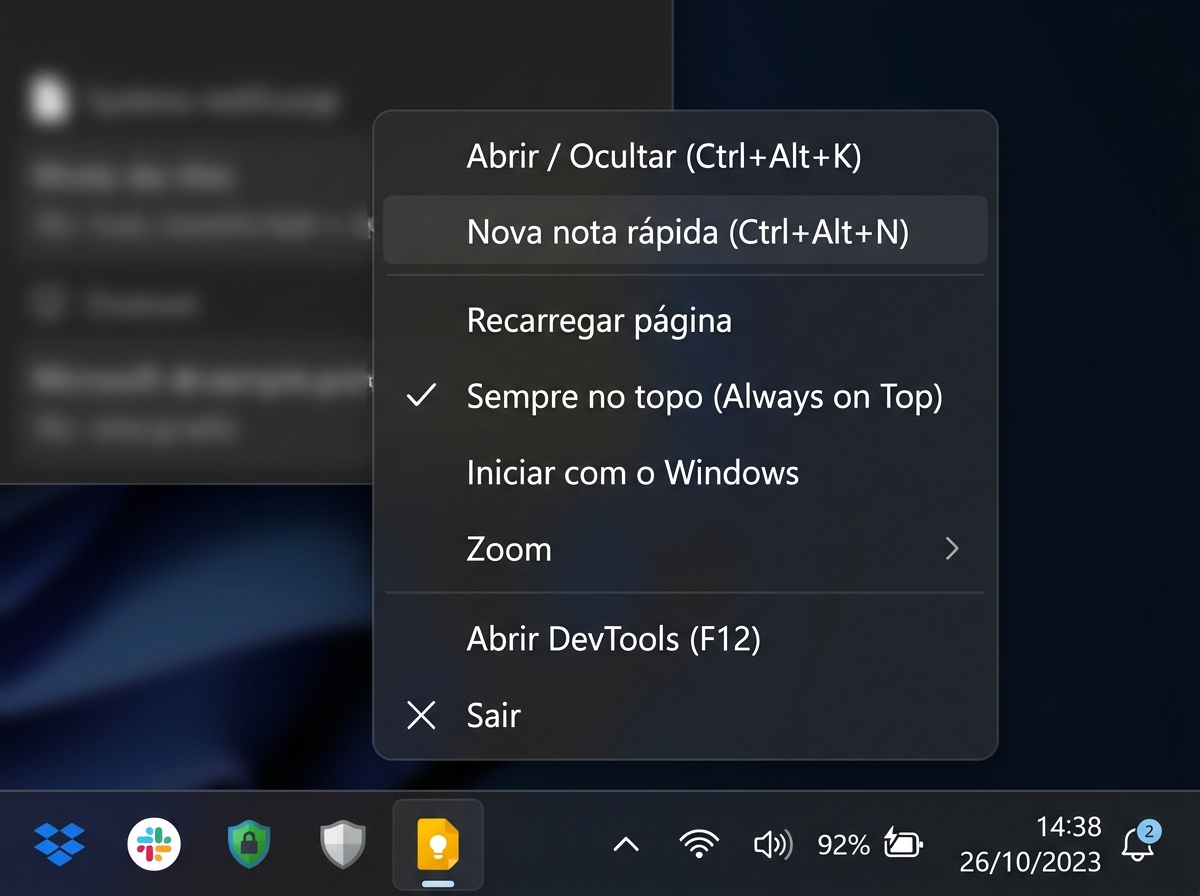 Abrir / Ocultar (Ctrl+Alt+K)
Nova nota rápida (Ctrl+Alt+N)
Recarregar página
Sempre no topo (Always on Top)
Iniciar com o Windows
Zoom
Abrir DevTools (F12)
Sair
92%
14:38
26/10/2023
2